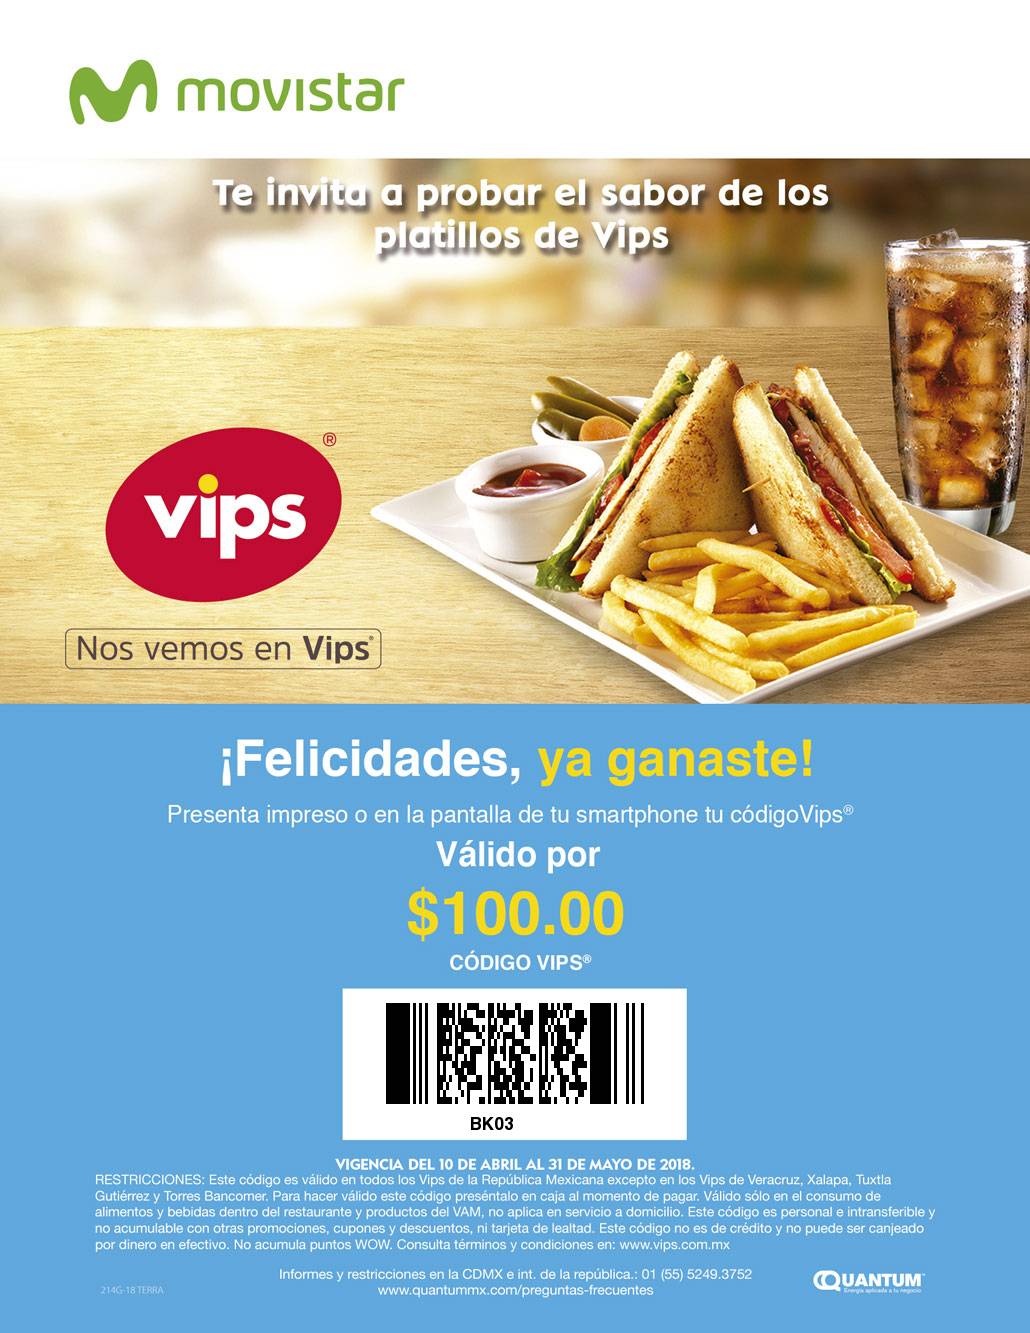 movistar
Te invita a probar el sabor de los
platillos de Vips
vips®
Nos vemos en Vips®
¡Felicidades, ya ganaste!
Presenta impreso o en la pantalla de tu smartphone tu códigoVips®
Válido por
$100.00
CÓDIGO VIPS®
BK03
VIGENCIA DEL 10 DE ABRIL AL 31 DE MAYO DE 2018.
RESTRICCIONES: Este código es válido en todos los Vips de la República Mexicana excepto en los Vips de Veracruz, Xalapa, Tuxtla
Gutiérrez y Torres Bancomer. Para hacer válido este código preséntalo en caja al momento de pagar. Válido sólo en el consumo de
alimentos y bebidas dentro del restaurante y productos del VAM, no aplica en servicio a domicilio. Este código es personal e intransferible y
no acumulable con otras promociones, cupones y descuentos, ni tarjeta de lealtad. Este código no es de crédito y no puede ser canjeado
por dinero en efectivo. No acumula puntos WOW. Consulta términos y condiciones en: www.vips.com.mx
Informes y restricciones en la CDMX e int. de la república.: 01 (55) 5249.3752
www.quantummx.com/preguntas-frecuentes
214G-18 TERRA
QUANTUM
Energía aplicada a tu negocio